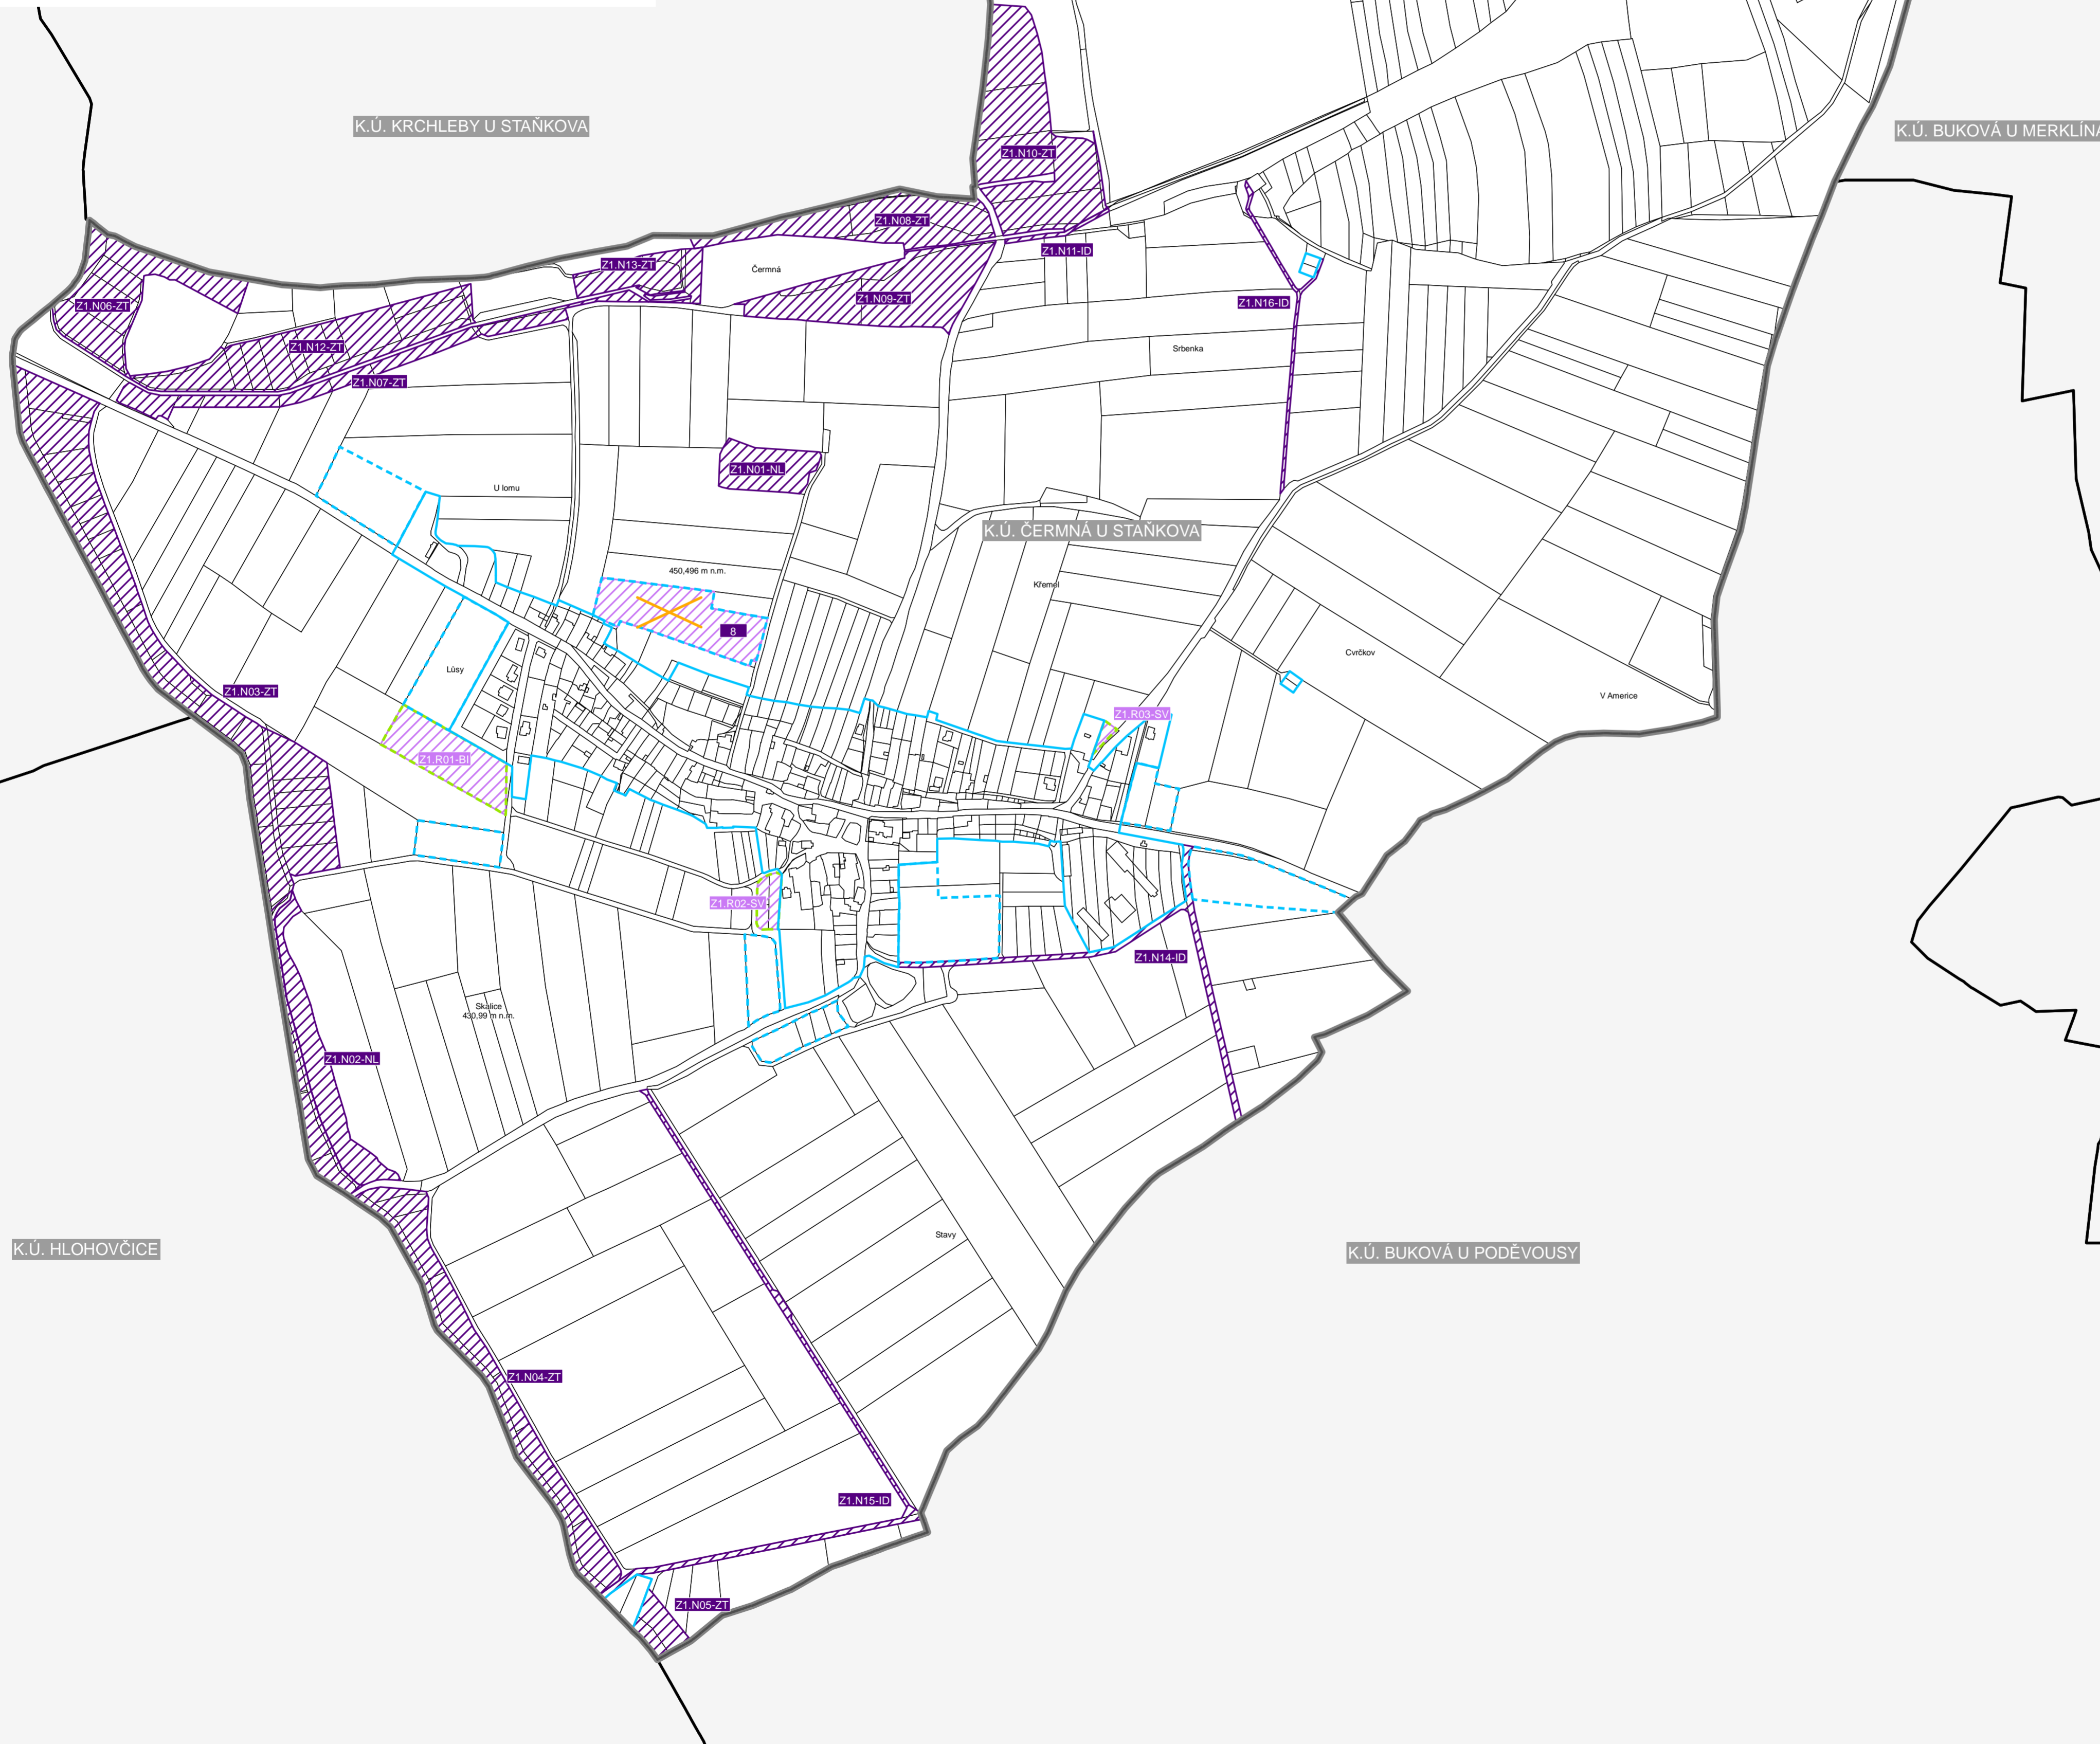 K.Ú. KRCHLEBY U STAŇKOVA
K.Ú. BUKOVÁ U MERKLÍNA
Z1.N10-ZT
Z1.N08-ZT
Z1.N11-ID
Z1.N13-ZT
Čermná
Z1.N09-ZT
Z1.N06-ZT
Z1.N16-ID
Z1.N12-ZT
Srbenka
Z1.N07-ZT
Z1.N01-NL
U lomu
K.Ú. ČERMNÁ U STAŇKOVA
450,496 m n.m.
Křemel
8
Cvrčkov
Lůsy
Z1.N03-ZT
V Americe
Z1.R03-SV
Z1.R01-BI
Z1.R02-SV
Z1.N14-ID
Skalice
430,99 m n.m.
Z1.N02-NL
Stavy
K.Ú. HLOHOVČICE
K.Ú. BUKOVÁ U PODĚVOUSY
Z1.N04-ZT
Z1.N15-ID
Z1.N05-ZT